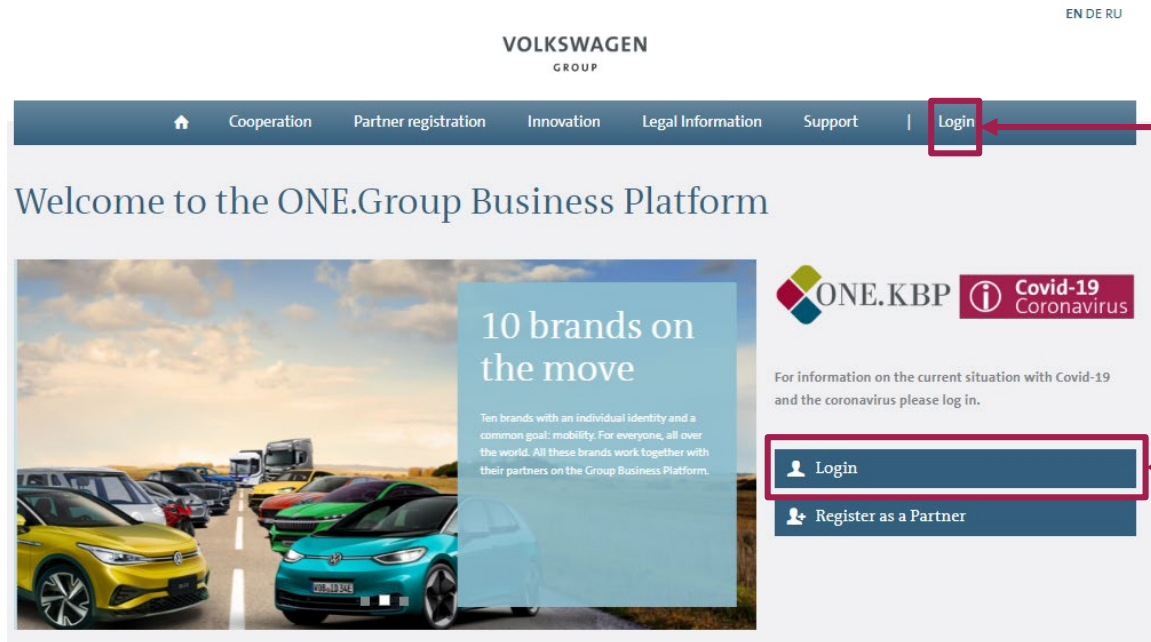 EN DE RU
VOLKSWAGEN
GROUP
Cooperation Partner registration Innovation Legal Information Support | Login
Welcome to the ONE.Group Business Platform
10 brands on
the move
Ten brands with an individual identity and a
common goal: mobility. For everyone, all over
the world. All these brands work together with
their partners on the Group Business Platform.
ONE.KBP
Covid-19
Coronavirus
For information on the current situation with Covid-19
and the coronavirus please log in.
Login
Register as a Partner